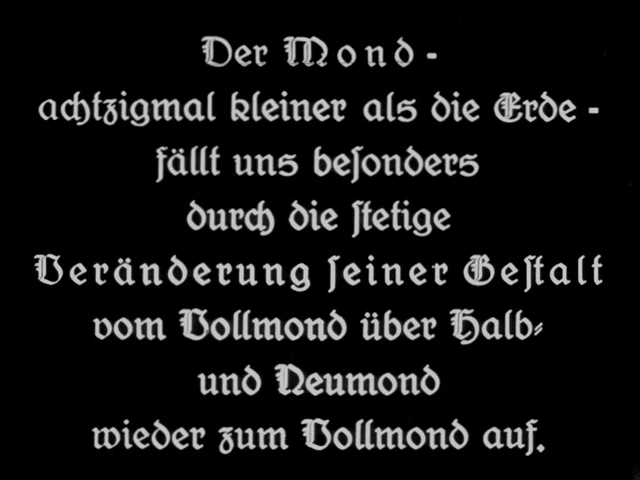 Der Mond -
achtzigmal kleiner als die Erde -
fällt uns beſonders
durch die ſtetige
Veränderung ſeiner Geſtalt
vom Vollmond über Halb-
und Neumond
wieder zum Vollmond auf.